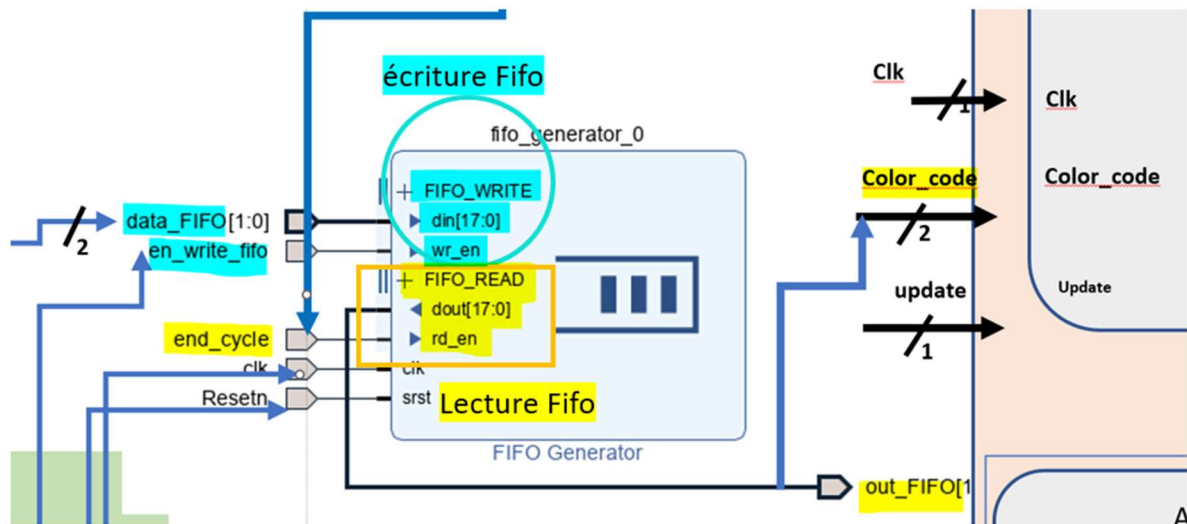 écriture Fifo
fifo_generator_0
FIFO_WRITE
data_FIFO[1:0]
din[17:0]
2
en_write_fifo
wr_en
FIFO_READ
dout[17:0]
end_cycle
rd_en
clk
clk
Resetn
srst
Lecture Fifo
FIFO Generator
Clk
1
Clk
Color_code
Color_code
2
update
Update
1
out_FIFO[1
A